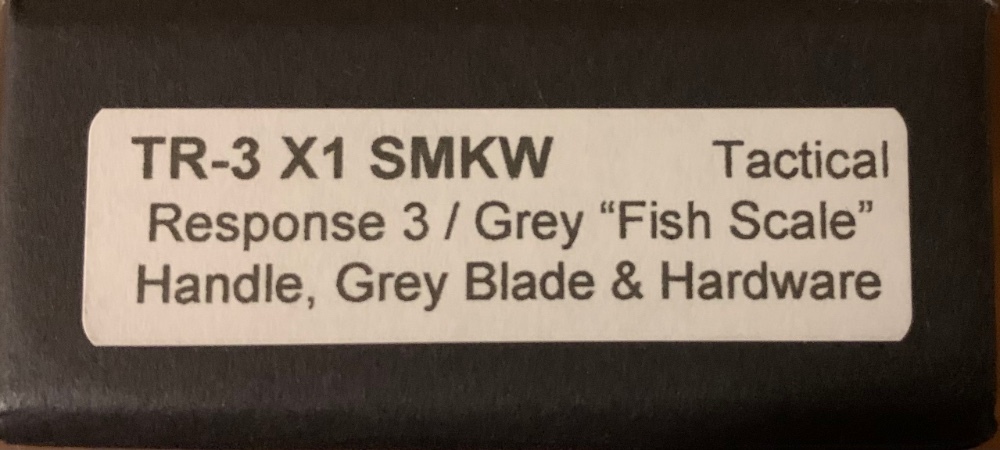 TR-3 X1 SMKW Tactical
Response 3 / Grey “Fish Scale”
Handle, Grey Blade & Hardware